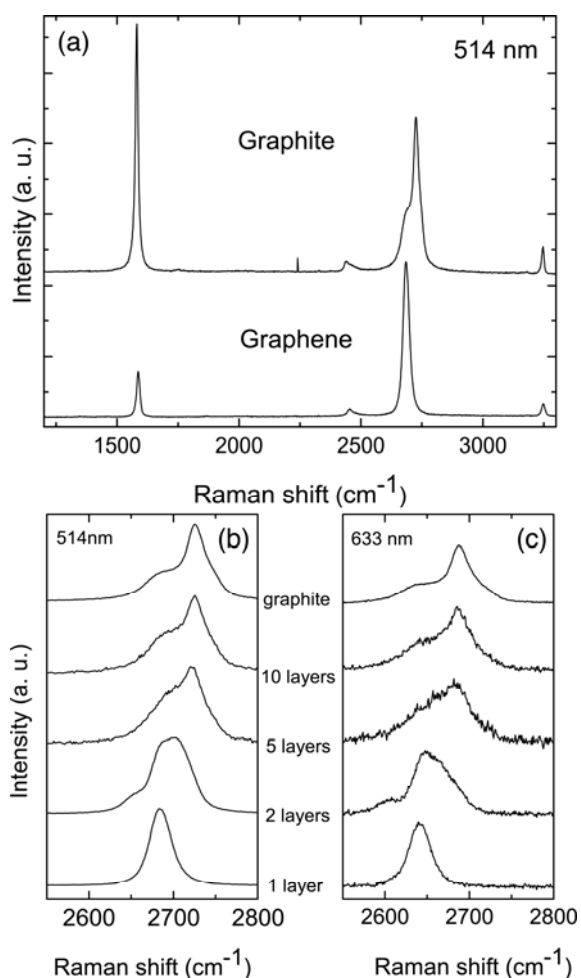 (a)
514 nm
Graphite
Graphene
Intensity (a. u.)
1500 2000 2500 3000
Raman shift (cm⁻¹)
514nm
(b)
633 nm
(c)
graphite
10 layers
5 layers
2 layers
1 layer
Intensity (a. u.)
2600 2700 2800
2600 2700 2800
Raman shift (cm⁻¹)
Raman shift (cm⁻¹)